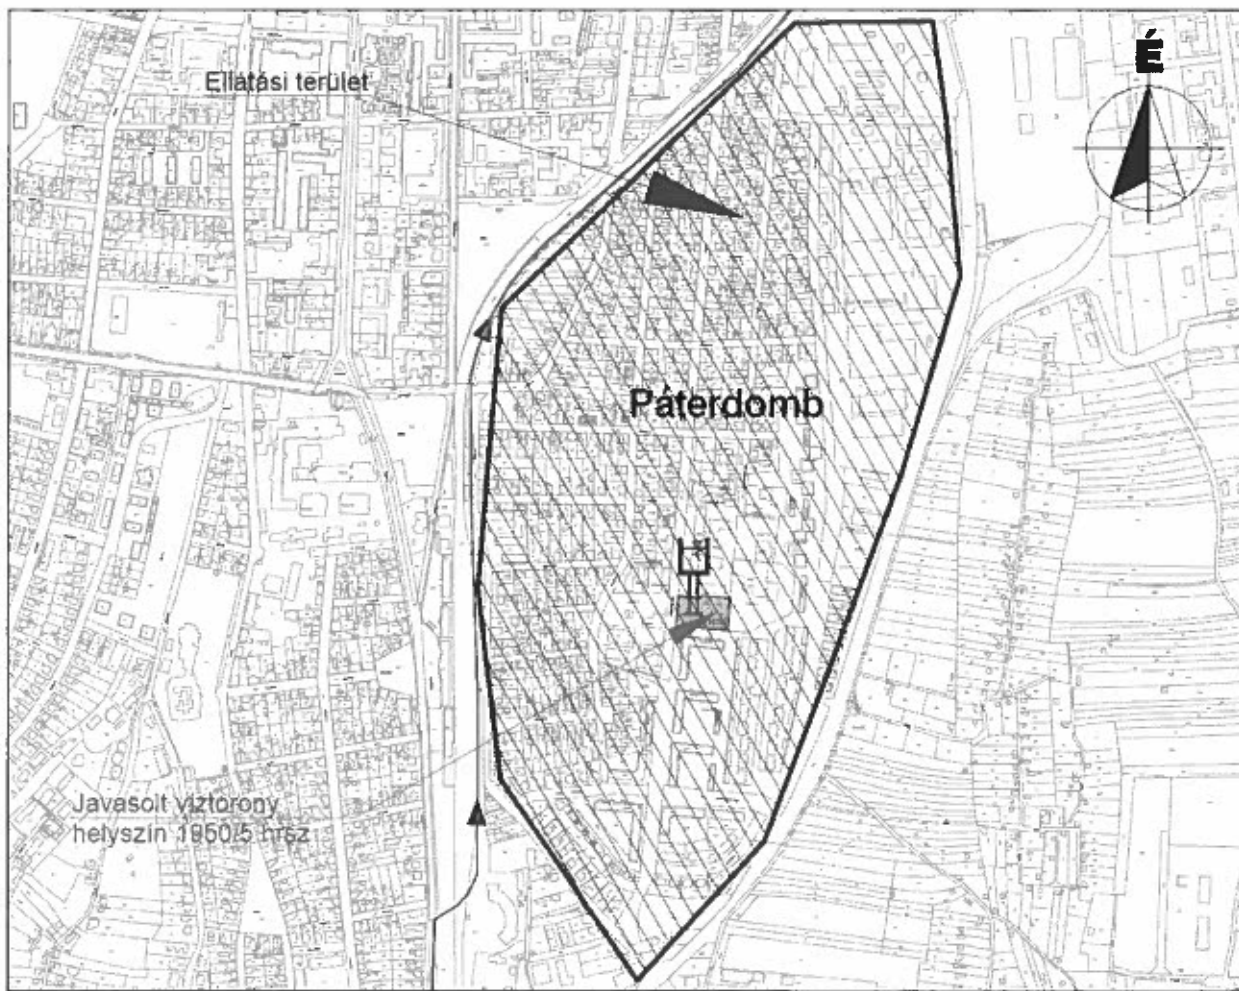 Ellátási terület
É
Páterdomb
Javasolt víztorony
helyszín 1950/5 hrsz